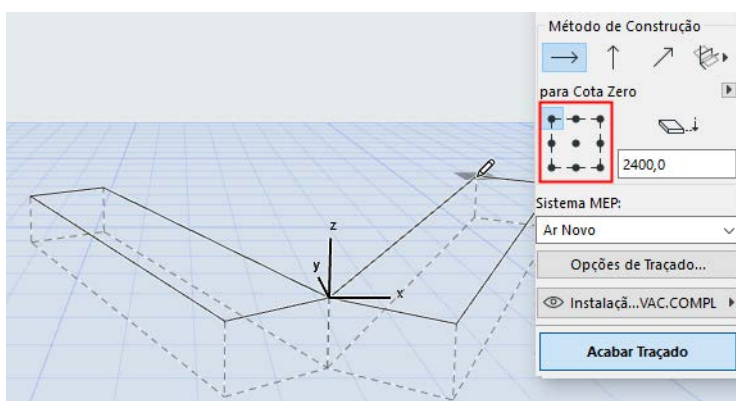 Método de Construção
para Cota Zero
2400,0
Sistema MEP:
Ar Novo
Opções de Traçado...
Instalaçã...VAC.COMPL
Acabar Traçado
z
y
x